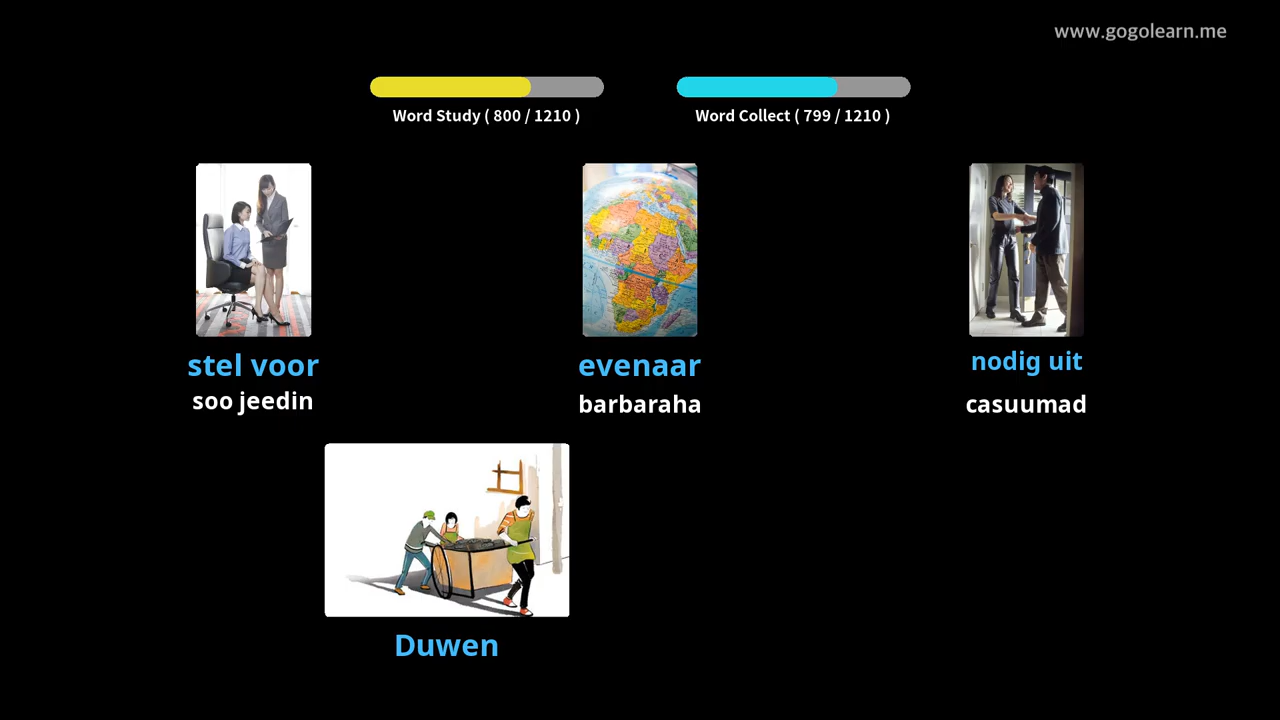 www.gogolearn.me
Word Study ( 800 / 1210 )
Word Collect ( 799 / 1210 )
stel voor
evenaar
nodig uit
soo jeedin
barbaraha
casuumad
Duwen